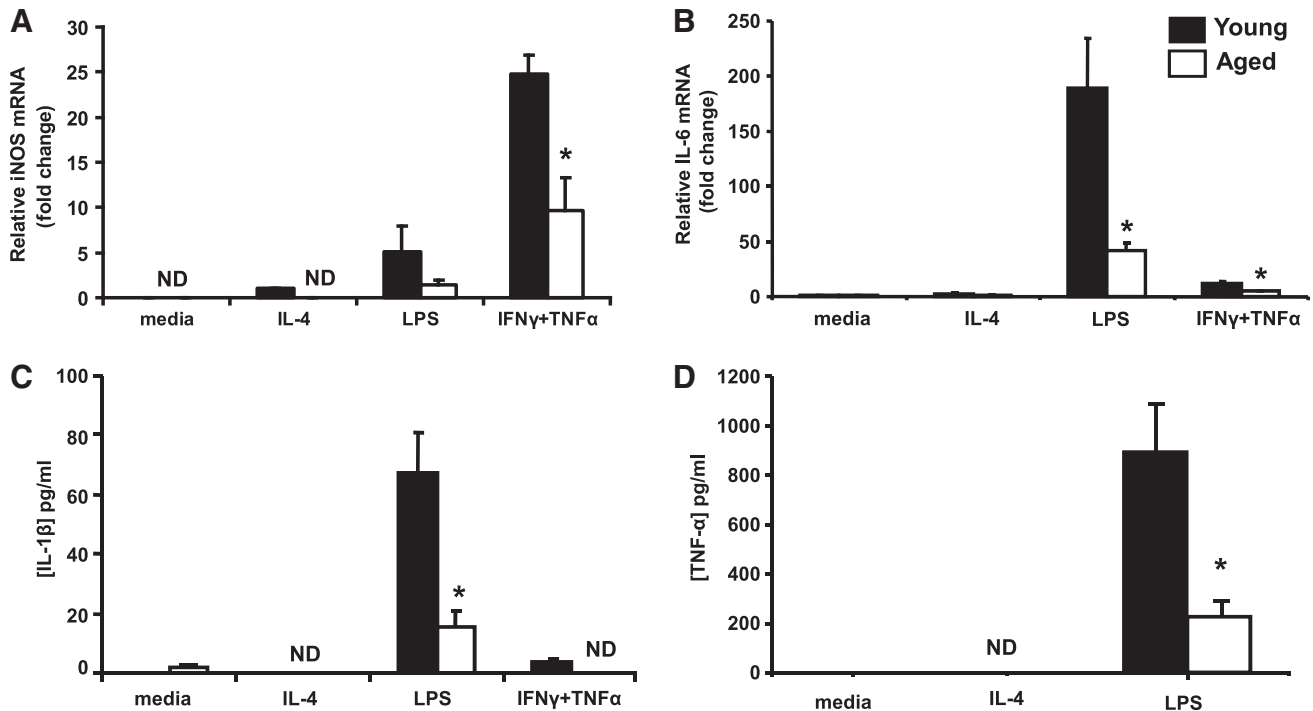 A
Relative iNOS mRNA
(fold change)
30
25
20
15
10
5
0
ND
ND
*
media
IL-4
LPS
IFNγ+TNFα
B
Relative IL-6 mRNA
(fold change)
250
200
150
100
50
0
*
*
media
IL-4
LPS
IFNγ+TNFα
Young
Aged
C
[IL-1β] pg/ml
100
80
60
40
20
0
ND
*
ND
media
IL-4
LPS
IFNγ+TNFα
D
[TNF-α] pg/ml
1200
1000
800
600
400
200
0
ND
*
media
IL-4
LPS